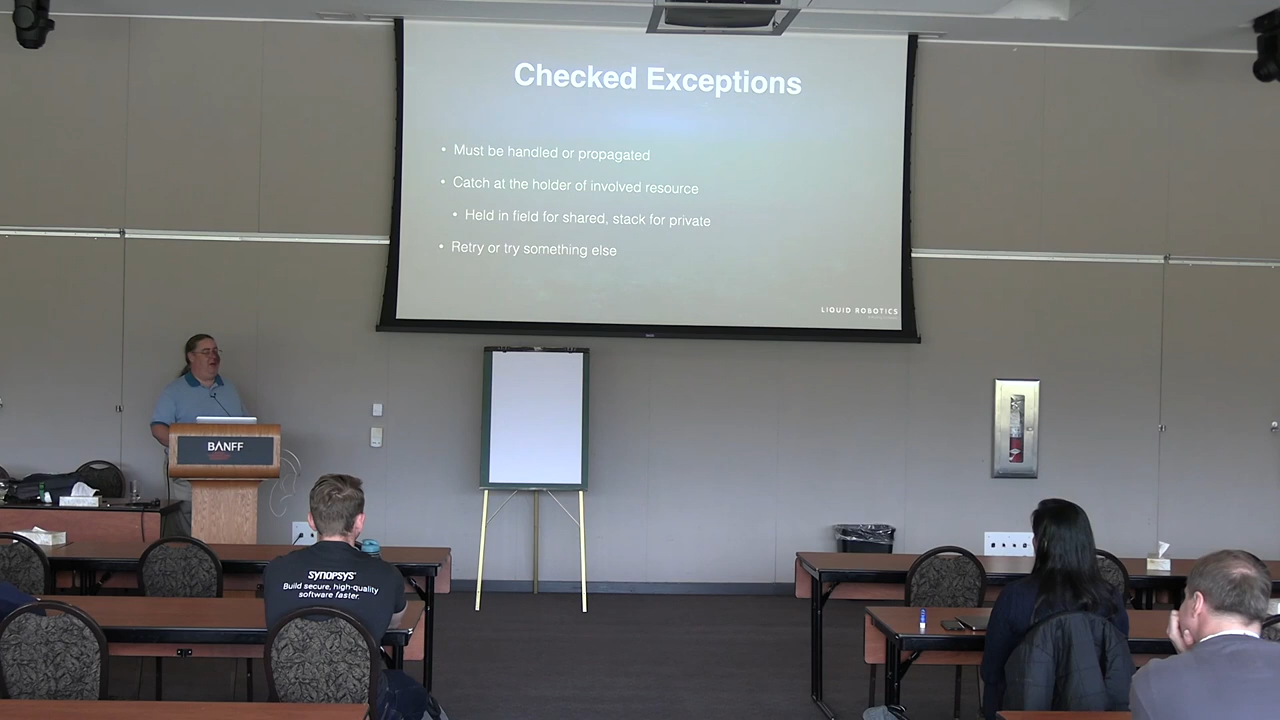 Checked Exceptions
• Must be handled or propagated
• Catch at the holder of involved resource
• Held in field for shared, stack for private
• Retry or try something else
LIQUID ROBOTICS
BANFF
SYNOPSYS
Build secure, high-quality
software faster.